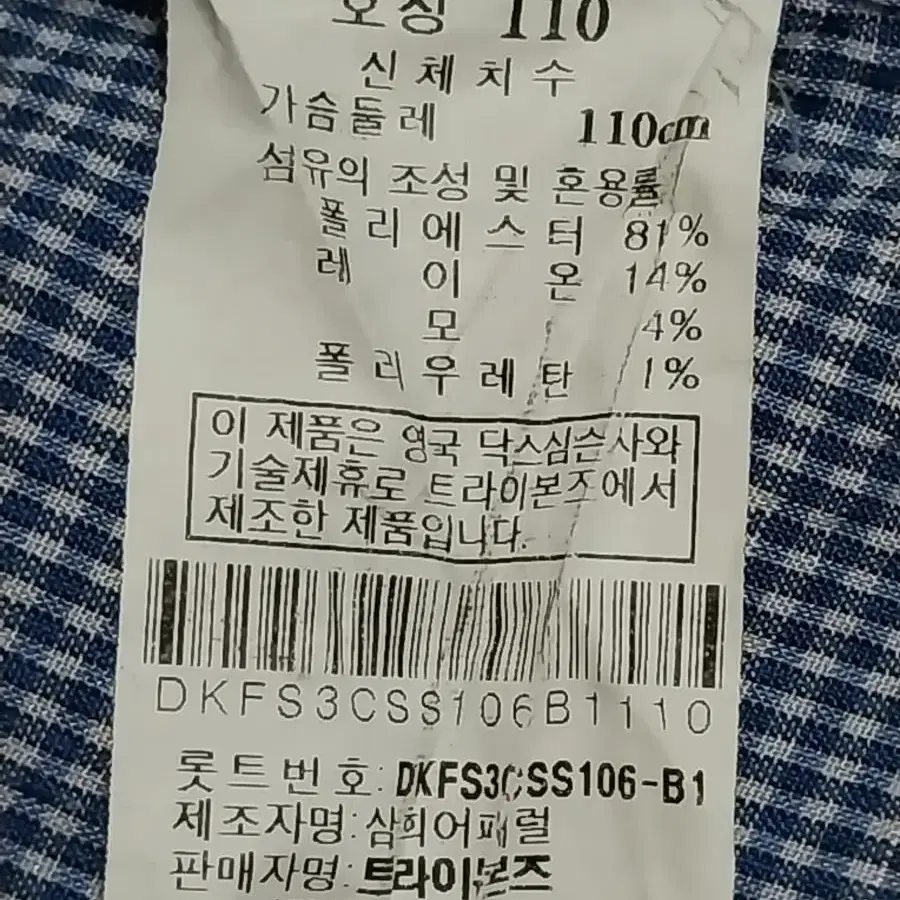 호칭 110
신체치수
가슴둘레 110cm
섬유의 조성 및 혼용률
폴리에스터 81%
레이온 14%
모 4%
폴리우레탄 1%
이 제품은 영국 닥스심슨사와
기술제휴로 트라이본즈에서
제조한 제품입니다.
DKFS3CSS106B1110
롯트번호: DKFS3CSS106-B1
제조자명: 삼희어패럴
판매자명: 트라이본즈